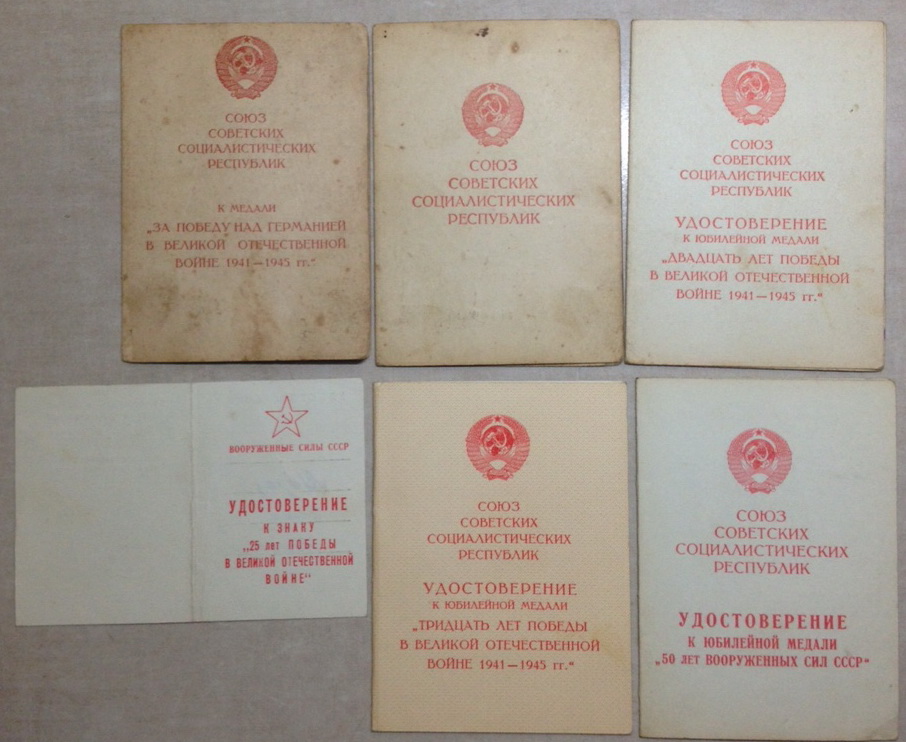 СОЮЗ
СОВЕТСКИХ
СОЦИАЛИСТИЧЕСКИХ
РЕСПУБЛИК
К МЕДАЛИ
„ЗА ПОБЕДУ НАД ГЕРМАНИЕЙ
В ВЕЛИКОЙ ОТЕЧЕСТВЕННОЙ
ВОЙНЕ 1941—1945 гг.“
СОЮЗ
СОВЕТСКИХ
СОЦИАЛИСТИЧЕСКИХ
РЕСПУБЛИК
СОЮЗ
СОВЕТСКИХ
СОЦИАЛИСТИЧЕСКИХ
РЕСПУБЛИК
УДОСТОВЕРЕНИЕ
К ЮБИЛЕЙНОЙ МЕДАЛИ
„ДВАДЦАТЬ ЛЕТ ПОБЕДЫ
В ВЕЛИКОЙ ОТЕЧЕСТВЕННОЙ
ВОЙНЕ 1941—1945 гг.“
ВООРУЖЕННЫЕ СИЛЫ СССР
УДОСТОВЕРЕНИЕ
К ЗНАКУ
„25 лет ПОБЕДЫ
В ВЕЛИКОЙ ОТЕЧЕСТВЕННОЙ
ВОЙНЕ“
СОЮЗ
СОВЕТСКИХ
СОЦИАЛИСТИЧЕСКИХ
РЕСПУБЛИК
УДОСТОВЕРЕНИЕ
К ЮБИЛЕЙНОЙ МЕДАЛИ
„ТРИДЦАТЬ ЛЕТ ПОБЕДЫ
В ВЕЛИКОЙ ОТЕЧЕСТВЕННОЙ
ВОЙНЕ 1941—1945 гг.“
СОЮЗ
СОВЕТСКИХ
СОЦИАЛИСТИЧЕСКИХ
РЕСПУБЛИК
УДОСТОВЕРЕНИЕ
К ЮБИЛЕЙНОЙ МЕДАЛИ
„50 ЛЕТ ВООРУЖЕННЫХ СИЛ СССР“